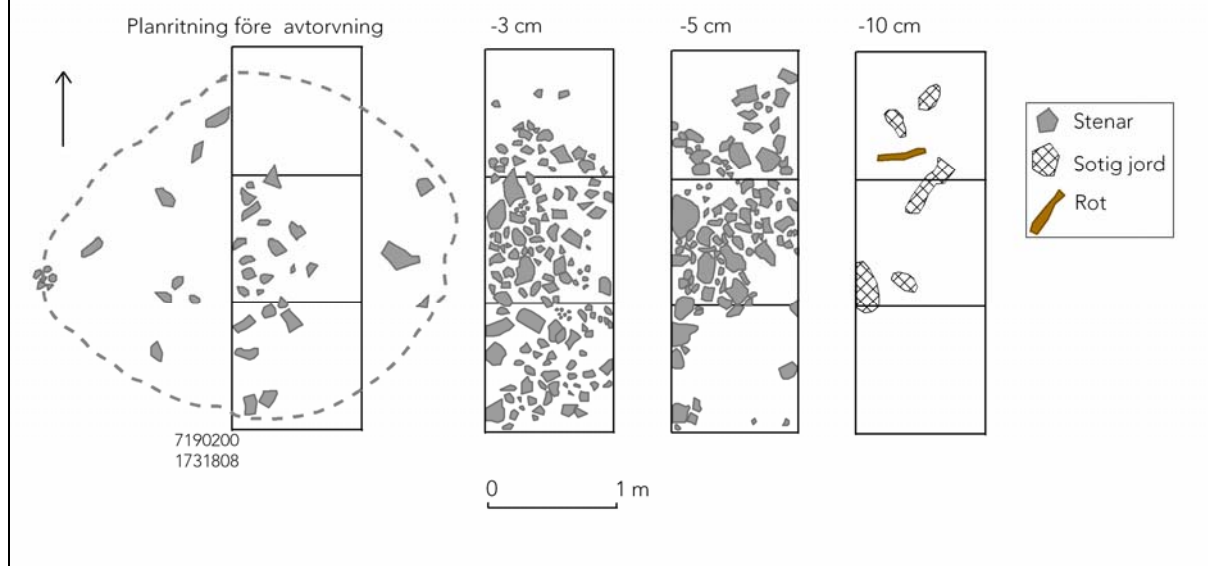 Planritning före avtorvning
-3 cm
-5 cm
-10 cm
Stenar
Sotig jord
Rot
7190200
1731808
0 1 m